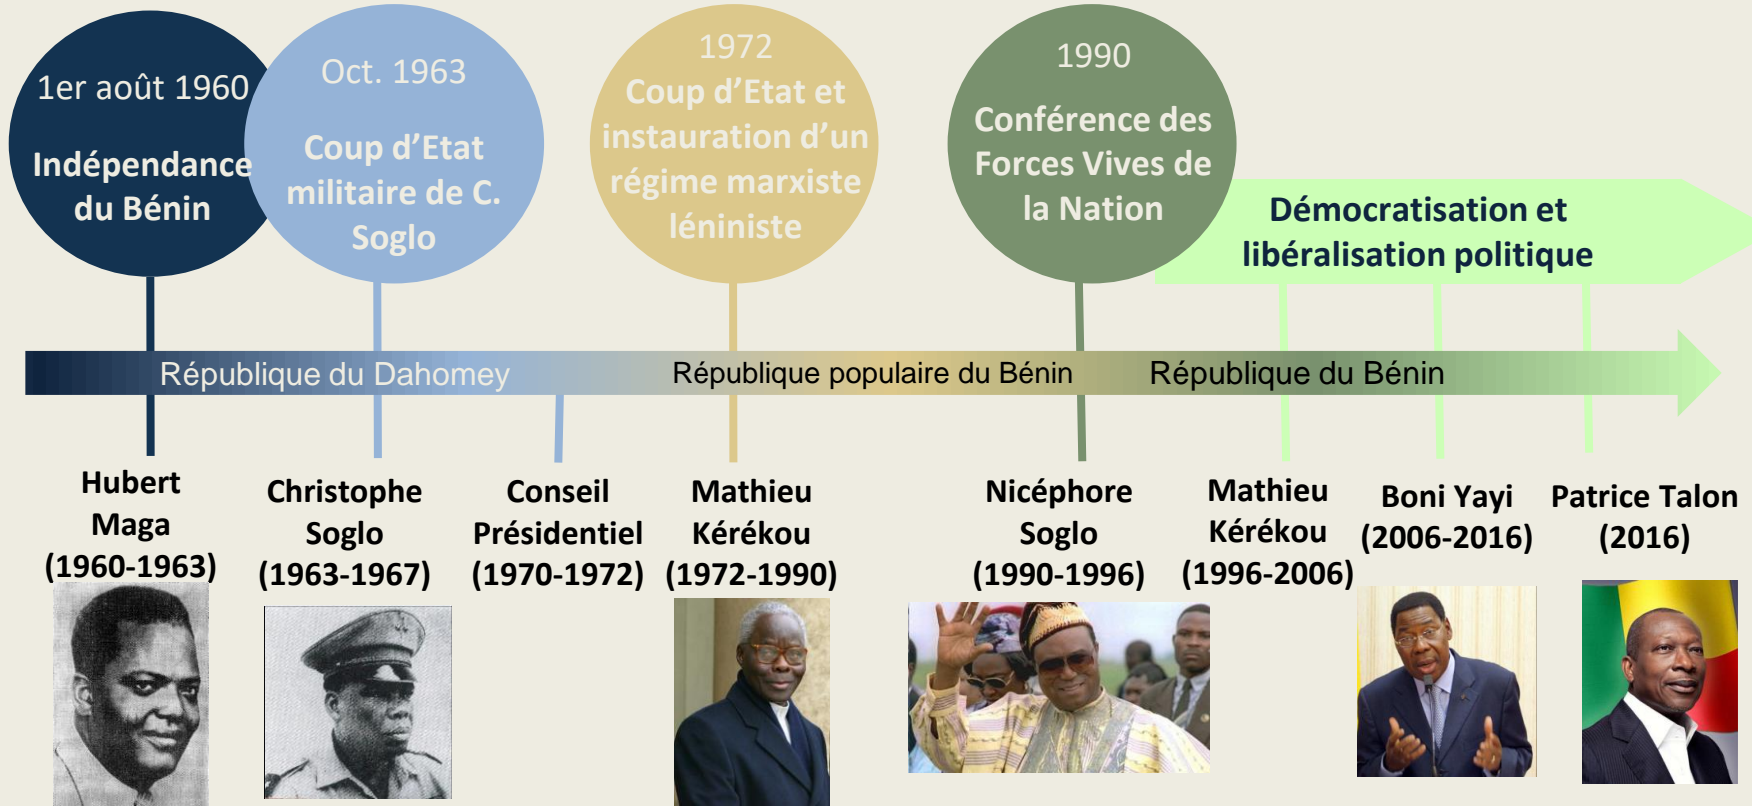 1er août 1960
Indépendance
du Bénin
Oct. 1963
Coup d’Etat
militaire de C.
Soglo
1972
Coup d’Etat et
instauration d’un
régime marxiste
léniniste
1990
Conférence des
Forces Vives de
la Nation
Démocratisation et
libéralisation politique
République du Dahomey
République populaire du Bénin
République du Bénin
Hubert
Maga
(1960-1963)
Christophe
Soglo
(1963-1967)
Conseil
Présidentiel
(1970-1972)
Mathieu
Kérékou
(1972-1990)
Nicéphore
Soglo
(1990-1996)
Mathieu
Kérékou
(1996-2006)
Boni Yayi
(2006-2016)
Patrice Talon
(2016)